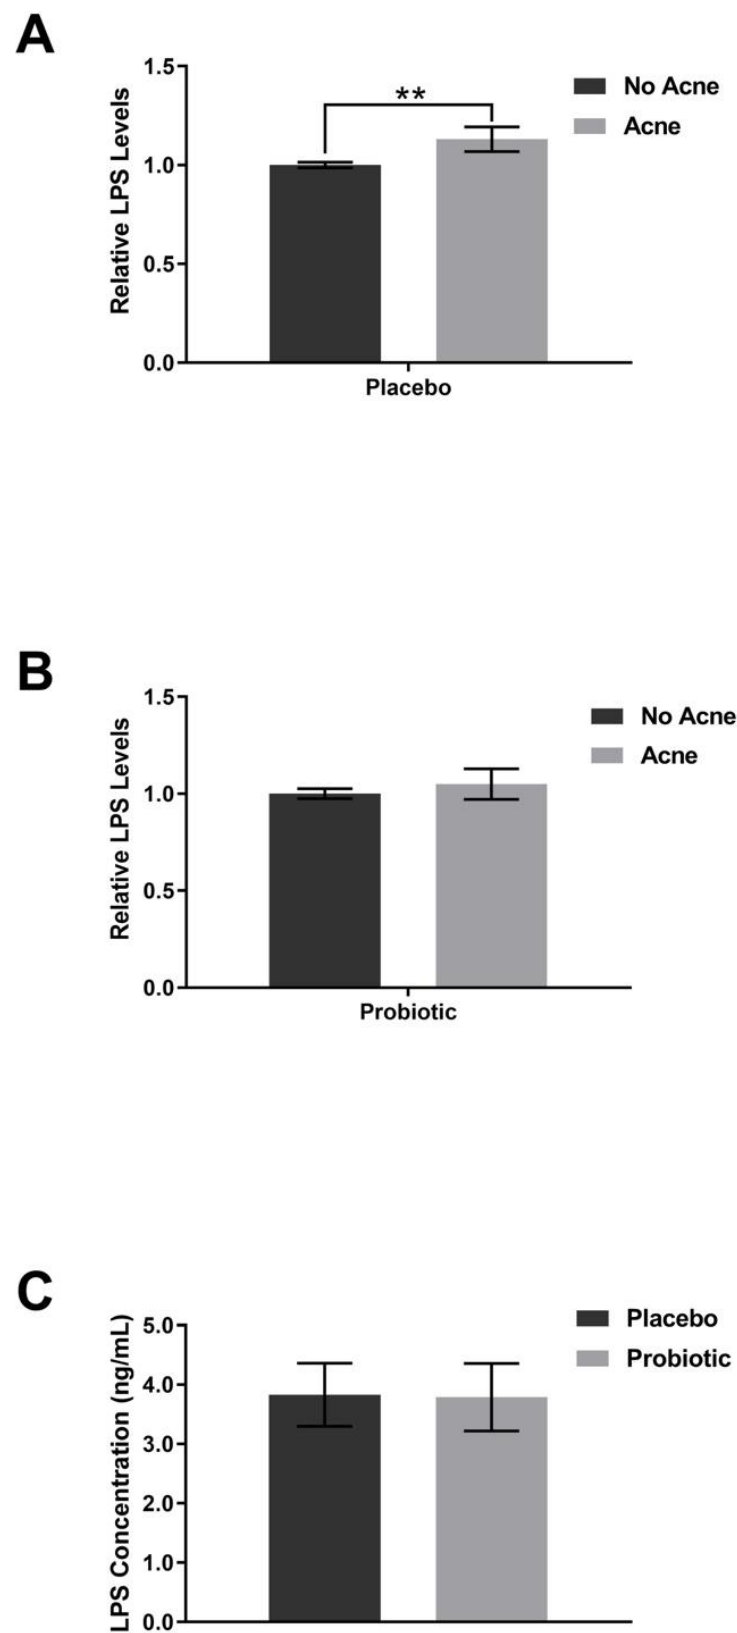 A
1.5
1.0
0.5
0.0
Relative LPS Levels
**
No Acne
Acne
Placebo
B
1.5
1.0
0.5
0.0
Relative LPS Levels
No Acne
Acne
Probiotic
C
5.0
4.0
3.0
2.0
1.0
0.0
LPS Concentration (ng/mL)
Placebo
Probiotic